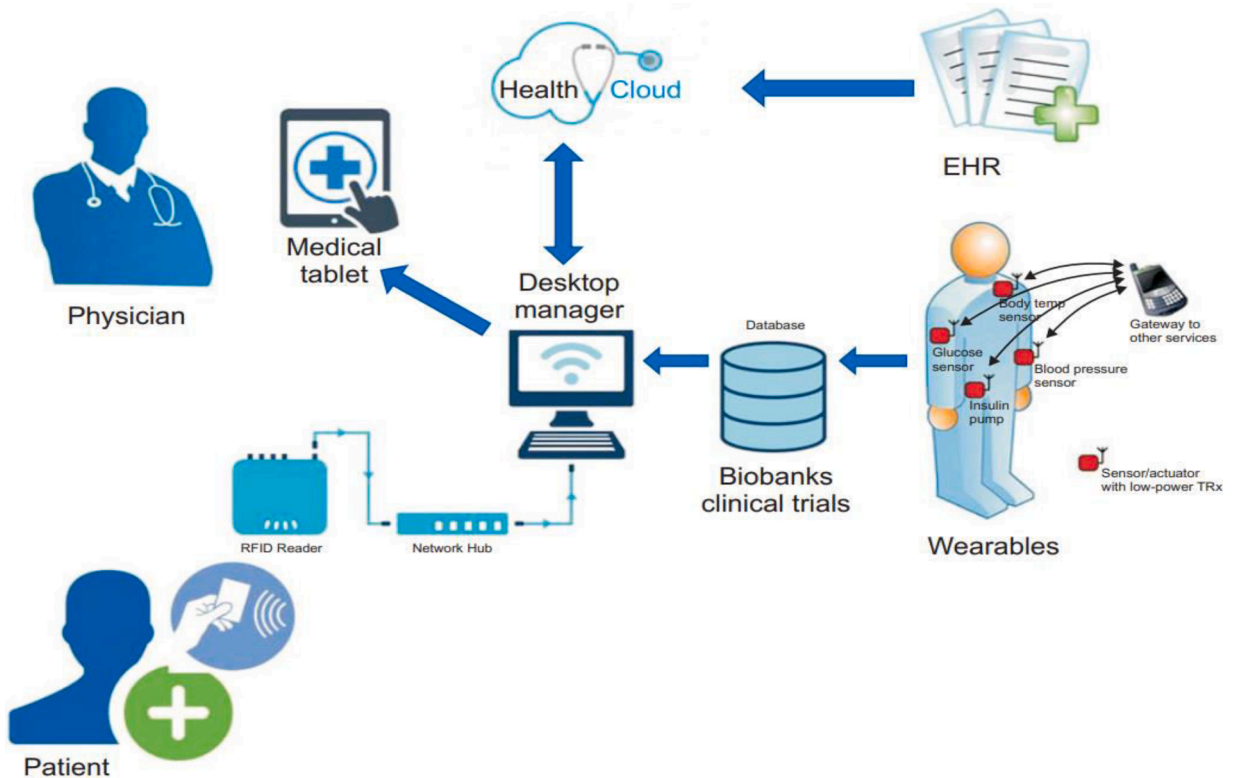 Health Cloud
EHR
Medical
tablet
Physician
Desktop
manager
Body temp
sensor
Gateway to
other services
Glucose
sensor
Blood pressure
sensor
Insulin
pump
Database
Biobanks
clinical trials
Sensor/actuator
with low-power TRx
Wearables
RFID Reader
Network Hub
Patient